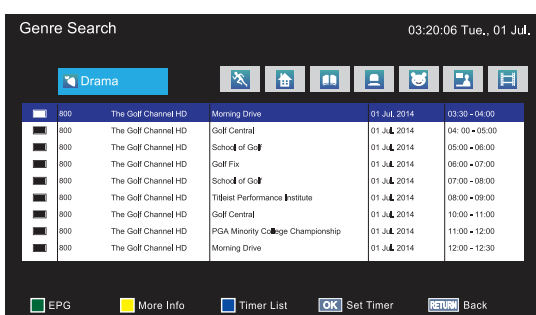 Genre Search 03:20:06 Tue., 01 Jul.
Drama
800 The Golf Channel HD Morning Drive 01 Jul. 2014 03:30 - 04:00
800 The Golf Channel HD Golf Central 01 Jul. 2014 04: 00 - 05:00
800 The Golf Channel HD School of Golf 01 Jul. 2014 05:00 - 06:00
800 The Golf Channel HD Golf Fix 01 Jul. 2014 06:00 - 07:00
800 The Golf Channel HD School of Golf 01 Jul. 2014 07:00 - 08:00
800 The Golf Channel HD Titleist Performance Institute 01 Jul. 2014 08:00 - 09:00
800 The Golf Channel HD Golf Central 01 Jul. 2014 10:00 - 11:00
800 The Golf Channel HD PGA Minority College Championship 01 Jul. 2014 11:00 - 12:00
800 The Golf Channel HD Morning Drive 01 Jul. 2014 12:00 - 12:30
EPG More Info Timer List OK Set Timer RETURN Back